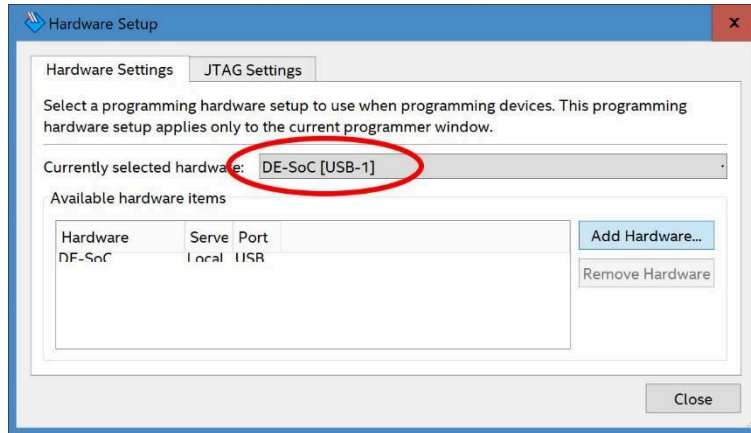 Hardware Setup
x
Hardware Settings JTAG Settings
Select a programming hardware setup to use when programming devices. This programming
hardware setup applies only to the current programmer window.
Currently selected hardware: DE-SoC [USB-1]
Available hardware items
Hardware Serve Port
DE-SoC Local USB
Add Hardware...
Remove Hardware
Close